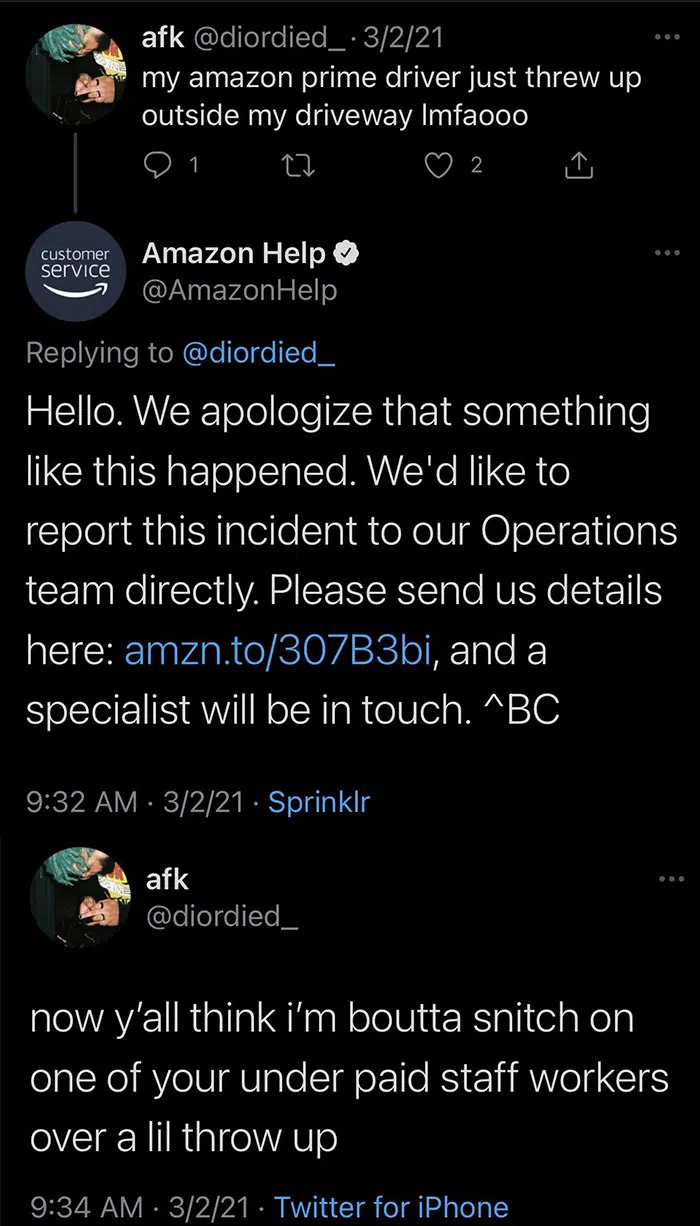 afk @diordied_ · 3/2/21
my amazon prime driver just threw up
outside my driveway lmfaooo
1 2
customer
service
Amazon Help
@AmazonHelp
Replying to @diordied_
Hello. We apologize that something
like this happened. We'd like to
report this incident to our Operations
team directly. Please send us details
here: amzn.to/307B3bi, and a
specialist will be in touch. ^BC
9:32 AM · 3/2/21 · Sprinklr
afk
@diordied_
now y’all think i’m boutta snitch on
one of your under paid staff workers
over a lil throw up
9:34 AM · 3/2/21 · Twitter for iPhone